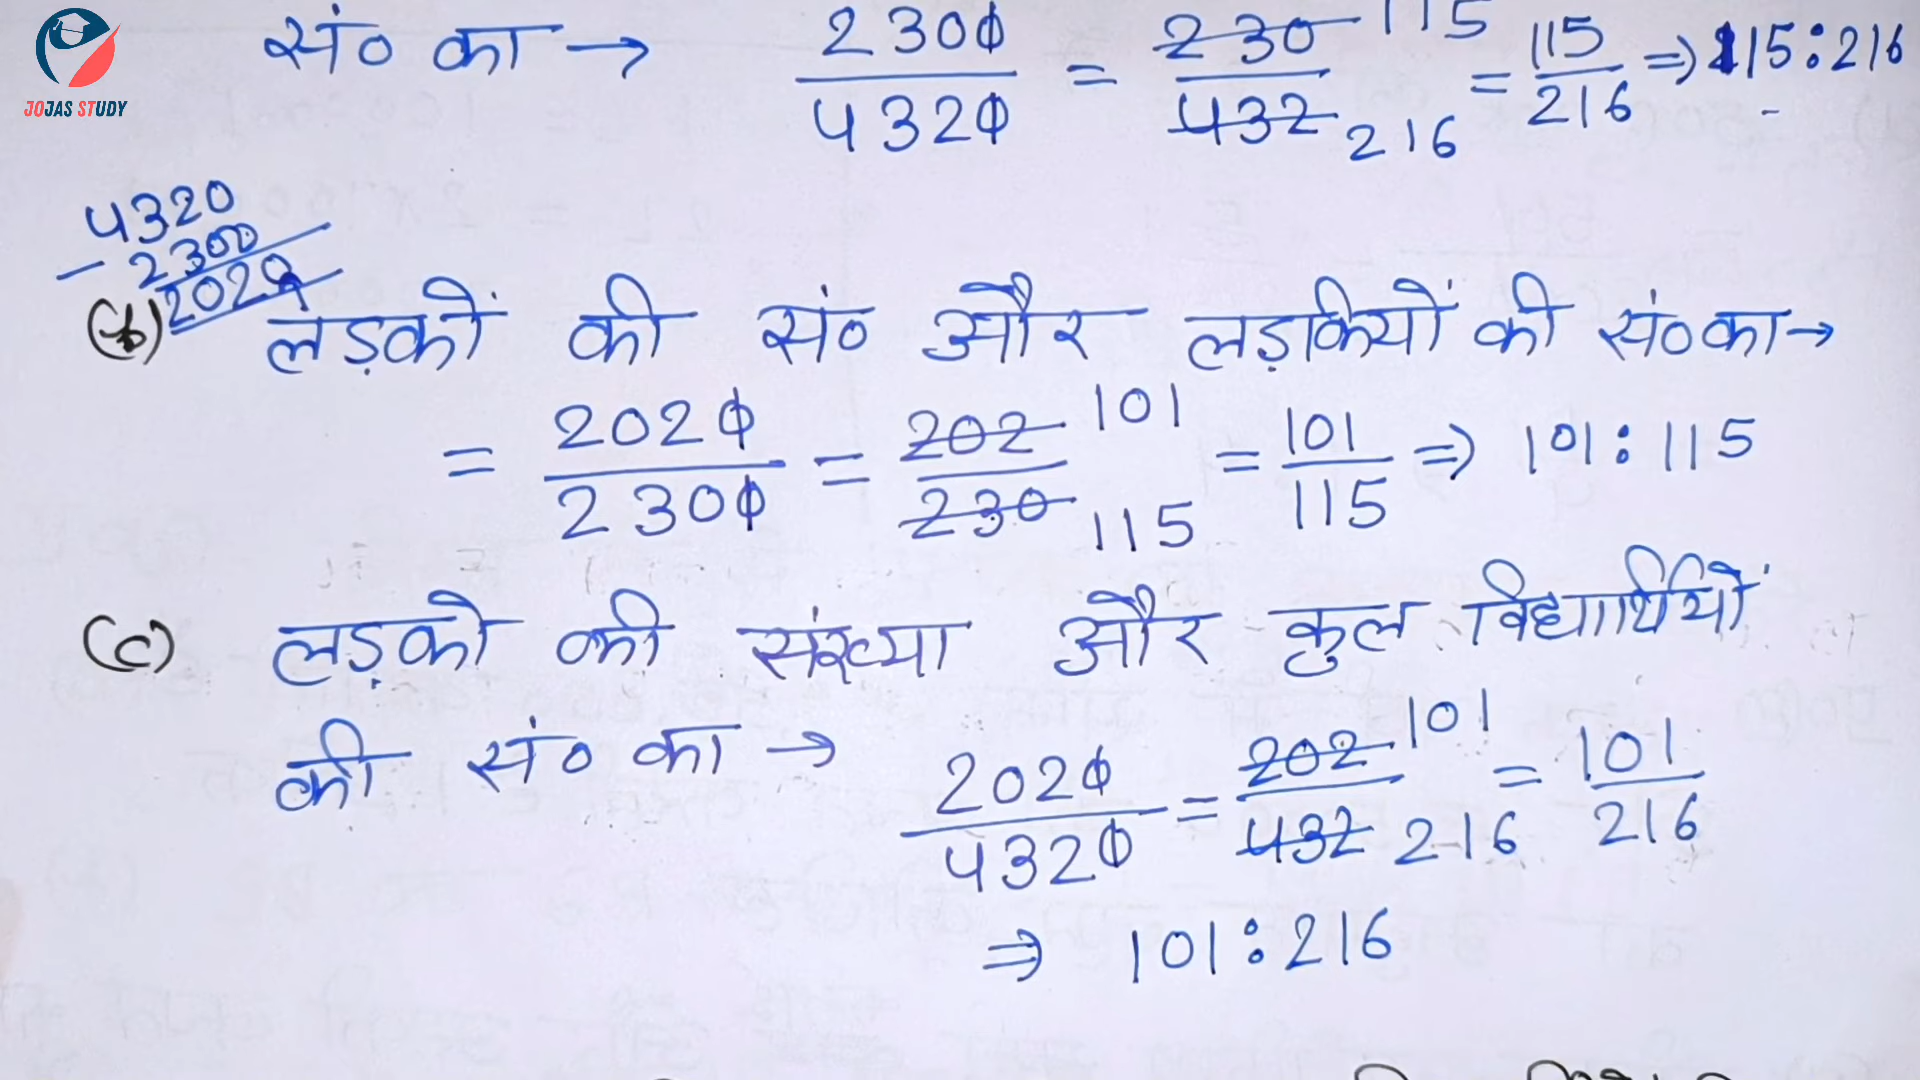 सं० का → 2300/4320 = 230/432 115/216 = 115/216 ⇒ 115:216
JOJAS STUDY
4320
- 2300
2020
(b) लड़कों की सं० और लड़कियों की सं० का →
= 2020/2300 = 202/230 101/115 = 101/115 ⇒ 101:115
(c) लड़को की संख्या और कुल विद्यार्थियों
की सं० का → 2020/4320 = 202/432 101/216 = 101/216
⇒ 101:216